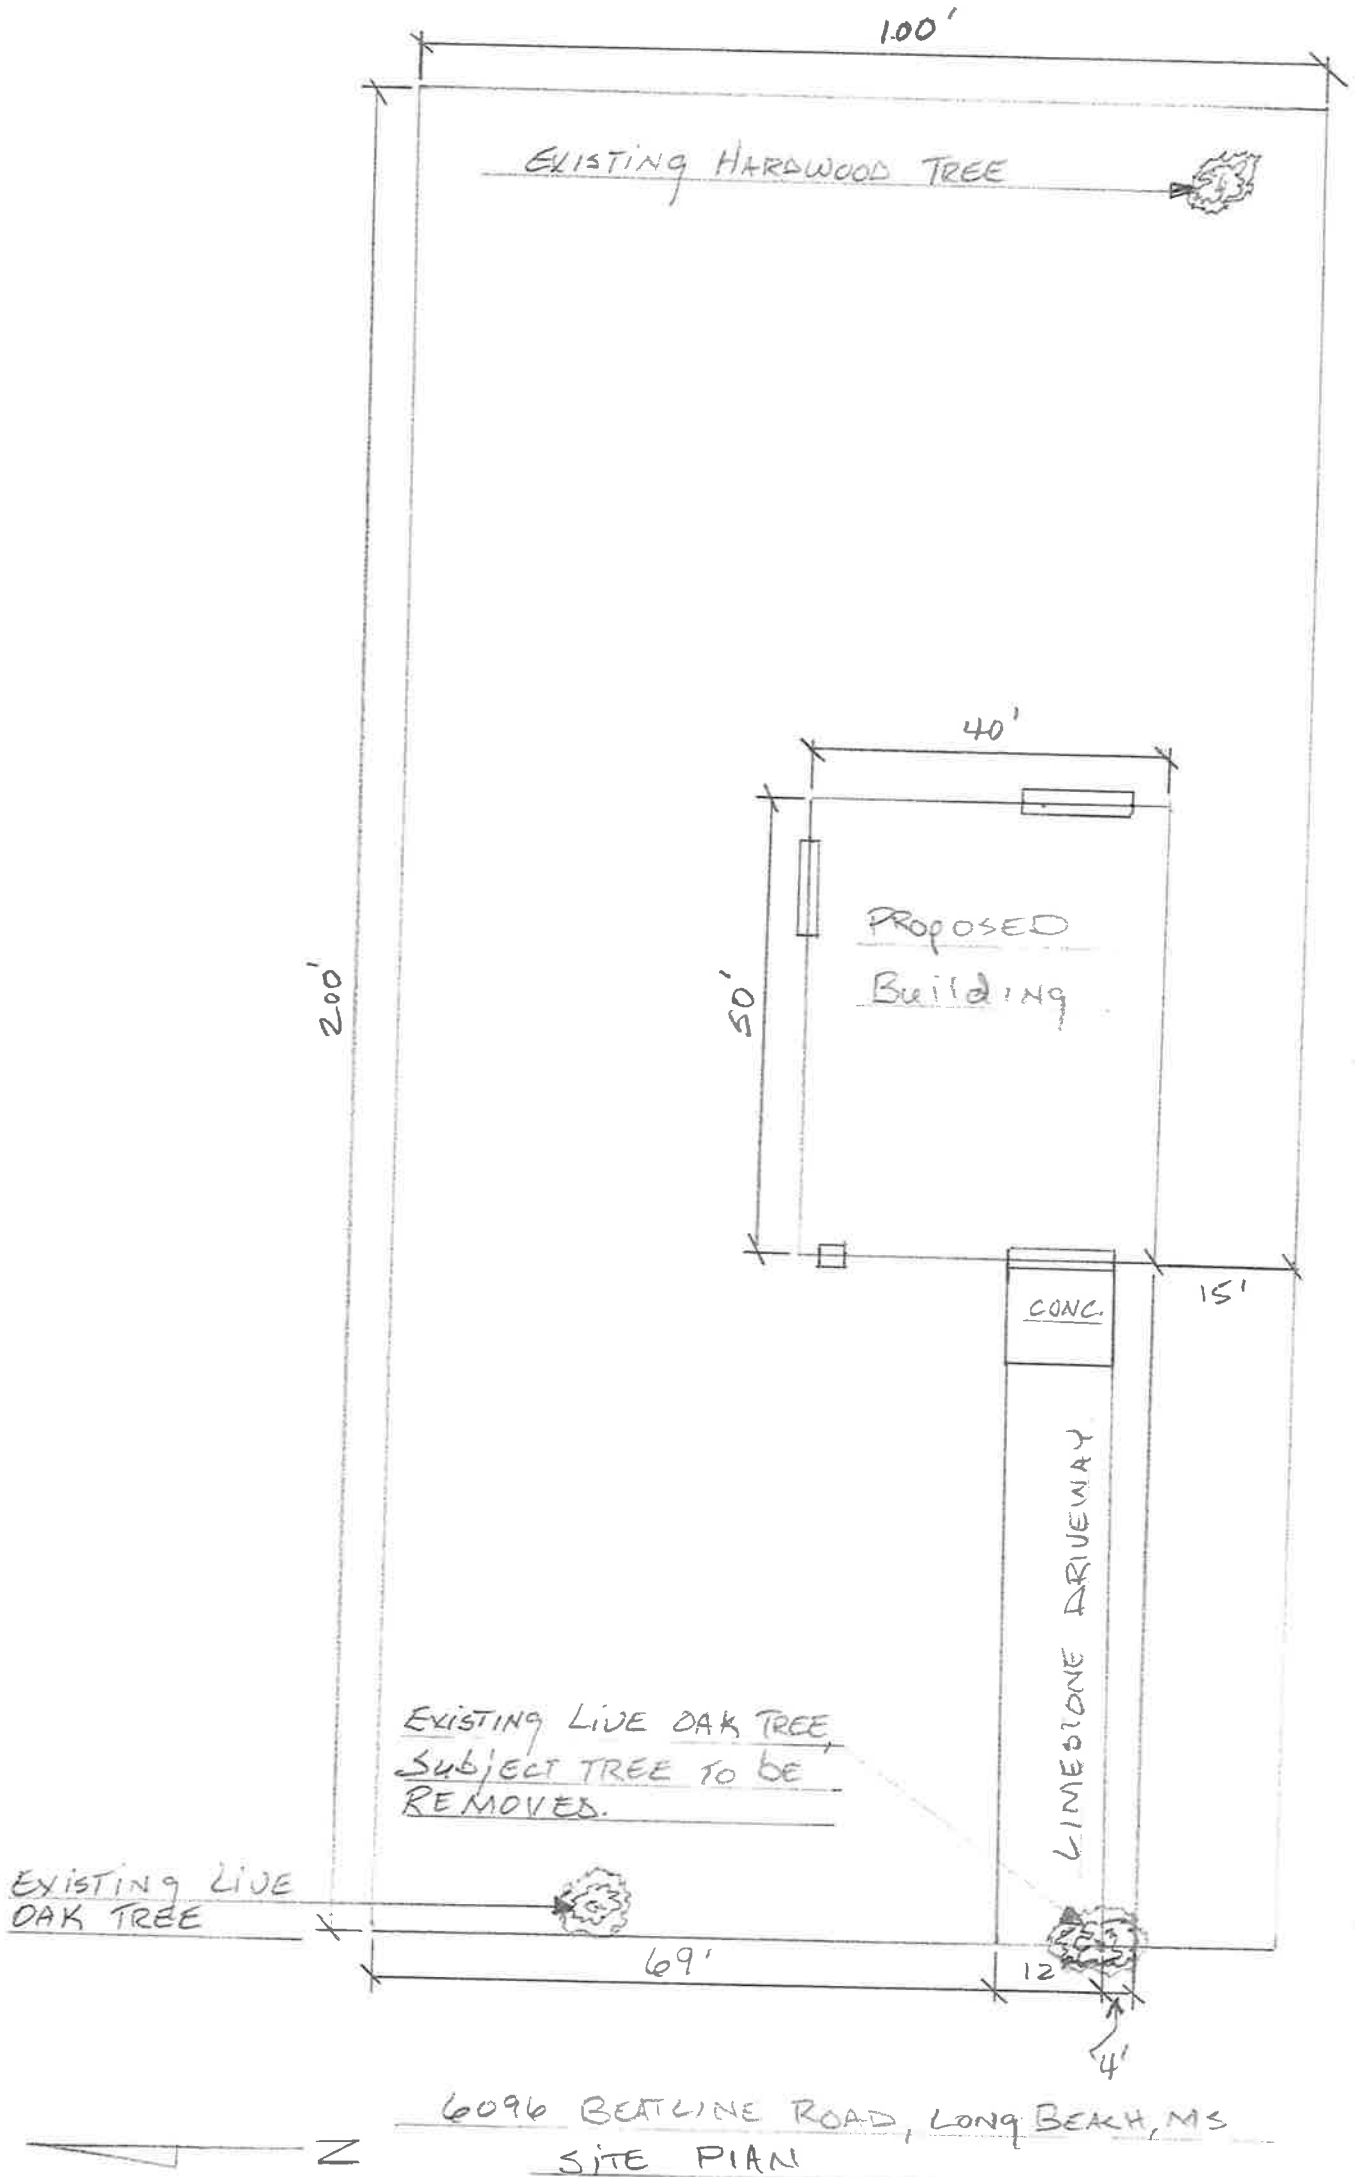 100'
EXISTING HARDWOOD TREE
40'
PROPOSED
Building
50'
200'
CONC.
15'
LIMESTONE DRIVEWAY
EXISTING LIVE OAK TREE,
SUBJECT TREE TO BE
REMOVED.
EXISTING LIVE
OAK TREE
69'
12
4'
6096 BEATLINE ROAD, LONG BEACH, MS
SITE PLAN
N